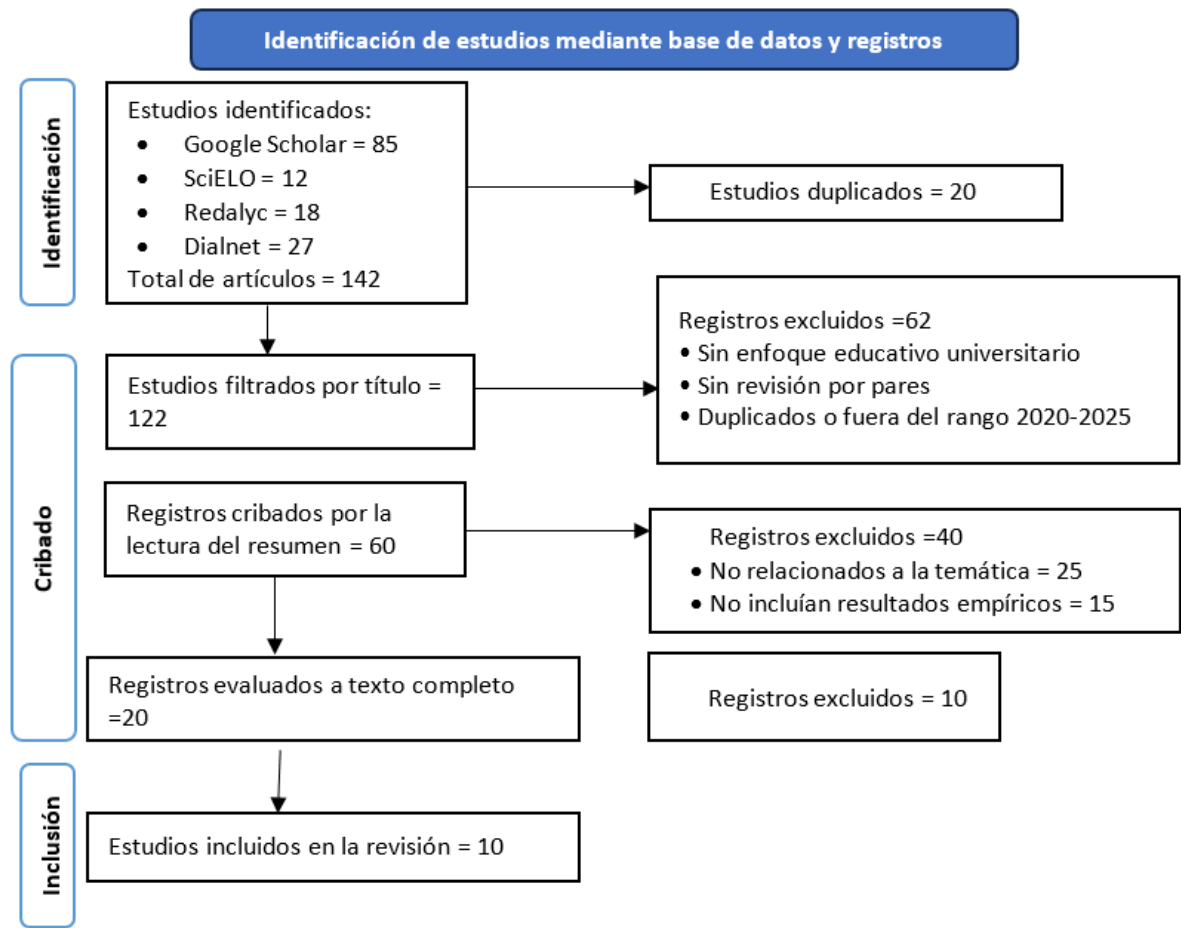 Identificación de estudios mediante base de datos y registros
Identificación
Estudios identificados:
• Google Scholar = 85
• SciELO = 12
• Redalyc = 18
• Dialnet = 27
Total de artículos = 142
Estudios duplicados = 20
Cribado
Estudios filtrados por título =
122
Registros excluidos =62
• Sin enfoque educativo universitario
• Sin revisión por pares
• Duplicados o fuera del rango 2020-2025
Registros cribados por la
lectura del resumen = 60
Registros excluidos =40
• No relacionados a la temática = 25
• No incluían resultados empíricos = 15
Registros evaluados a texto completo
=20
Registros excluidos = 10
Inclusión
Estudios incluidos en la revisión = 10